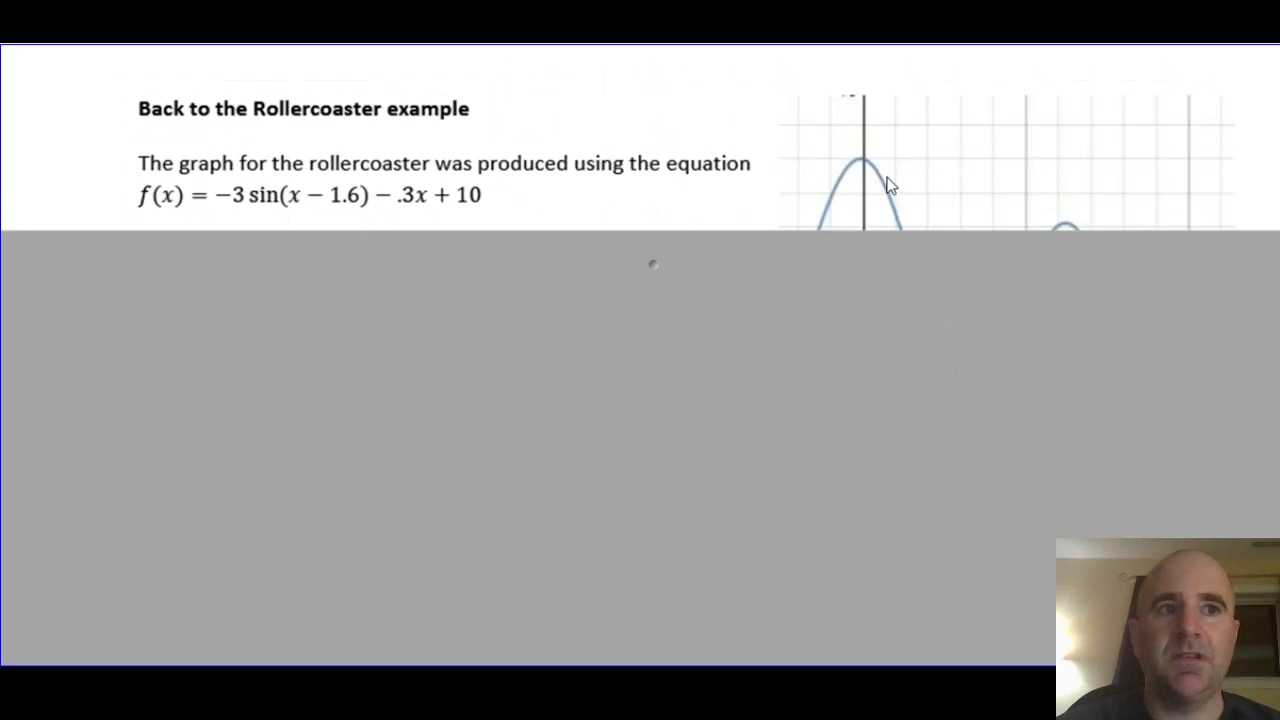 Back to the Rollercoaster example
The graph for the rollercoaster was produced using the equation
f(x) = −3 sin(x − 1.6) − .3x + 10